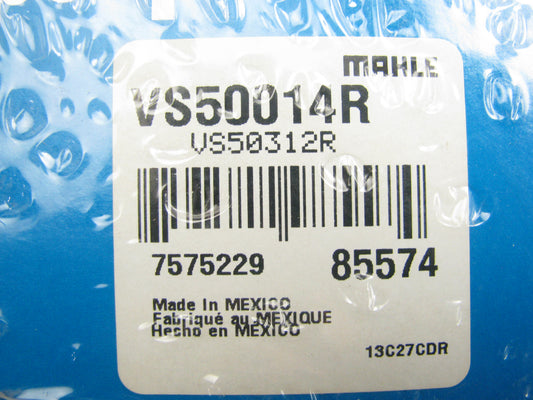 MAHLE
VS50014R
VS50312R
7575229 85574
Made In MEXICO
Fabriqué au MEXIQUE
Hecho en MEXICO
13C27CDR